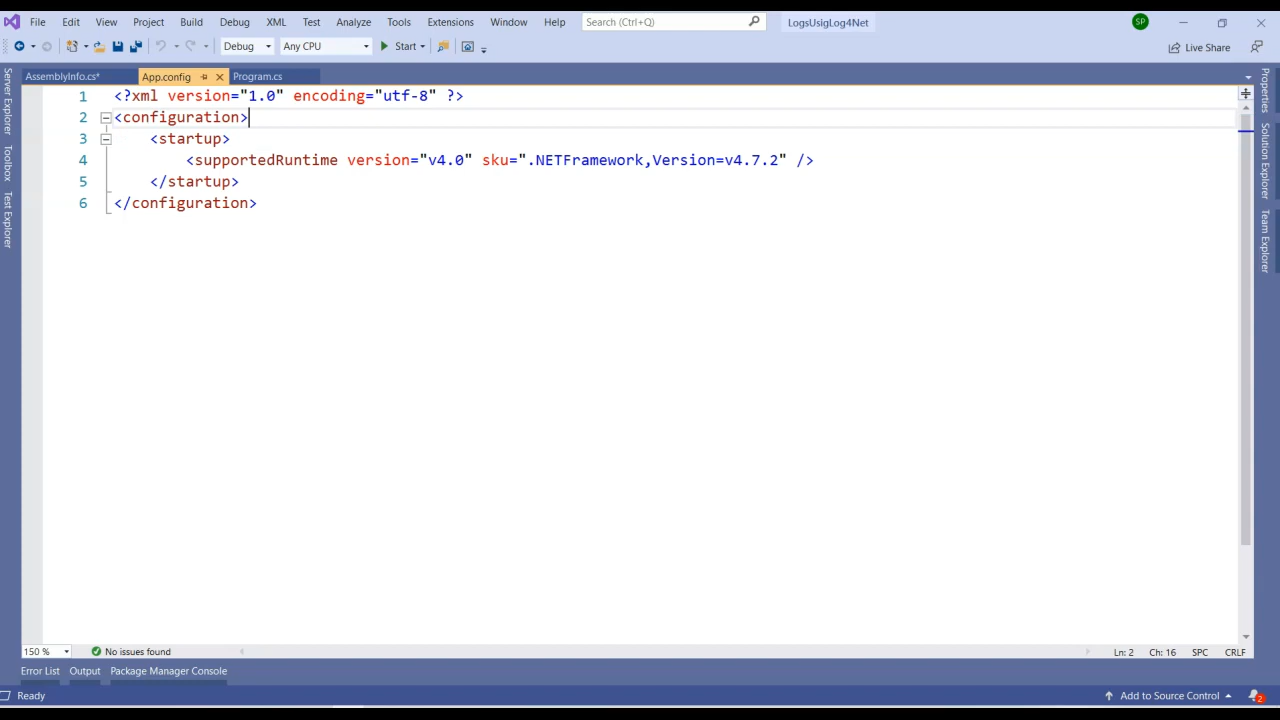 File Edit View Project Build Debug XML Test Analyze Tools Extensions Window Help Search (Ctrl+Q) LogsUsigLog4Net SP
Debug Any CPU Start Live Share
AssemblyInfo.cs* App.config Program.cs
1 <?xml version="1.0" encoding="utf-8" ?>
2 <configuration>
3 <startup>
4 <supportedRuntime version="v4.0" sku=".NETFramework,Version=v4.7.2" />
5 </startup>
6 </configuration>
Server Explorer
Toolbox
Test Explorer
Properties
Solution Explorer
Team Explorer
150 % No issues found Ln: 2 Ch: 16 SPC CRLF
Error List Output Package Manager Console
Ready Add to Source Control 2